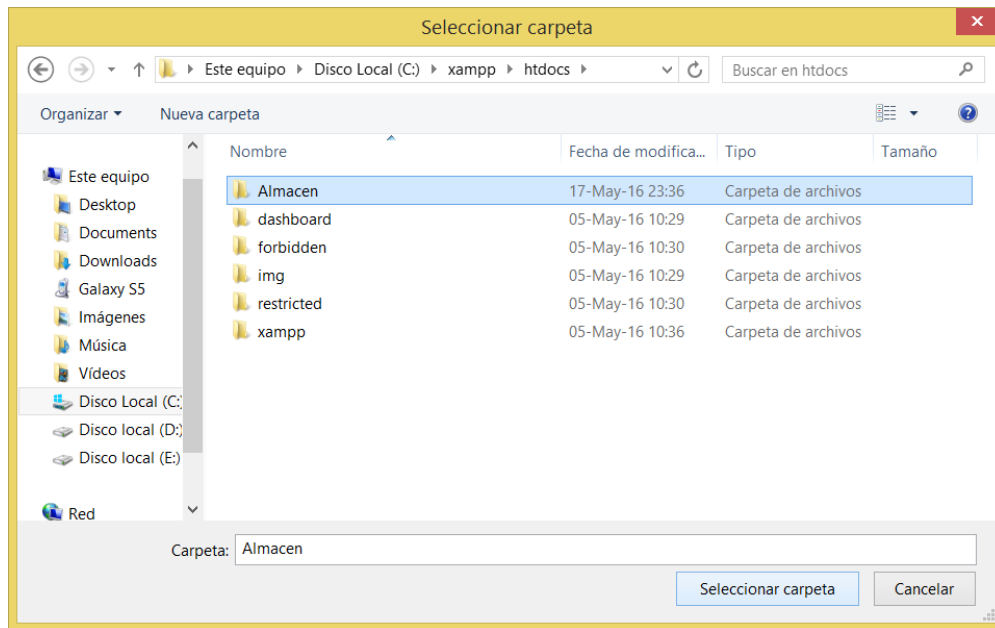 Seleccionar carpeta
Este equipo Disco Local (C:) xampp htdocs Buscar en htdocs
Organizar Nueva carpeta
Nombre Fecha de modifica... Tipo Tamaño
Este equipo
Desktop
Documents
Downloads
Galaxy S5
Imágenes
Música
Vídeos
Disco Local (C:)
Disco local (D:)
Disco local (E:)
Red
Almacen 17-May-16 23:36 Carpeta de archivos
dashboard 05-May-16 10:29 Carpeta de archivos
forbidden 05-May-16 10:30 Carpeta de archivos
img 05-May-16 10:29 Carpeta de archivos
restricted 05-May-16 10:30 Carpeta de archivos
xampp 05-May-16 10:36 Carpeta de archivos
Carpeta: Almacen
Seleccionar carpeta Cancelar